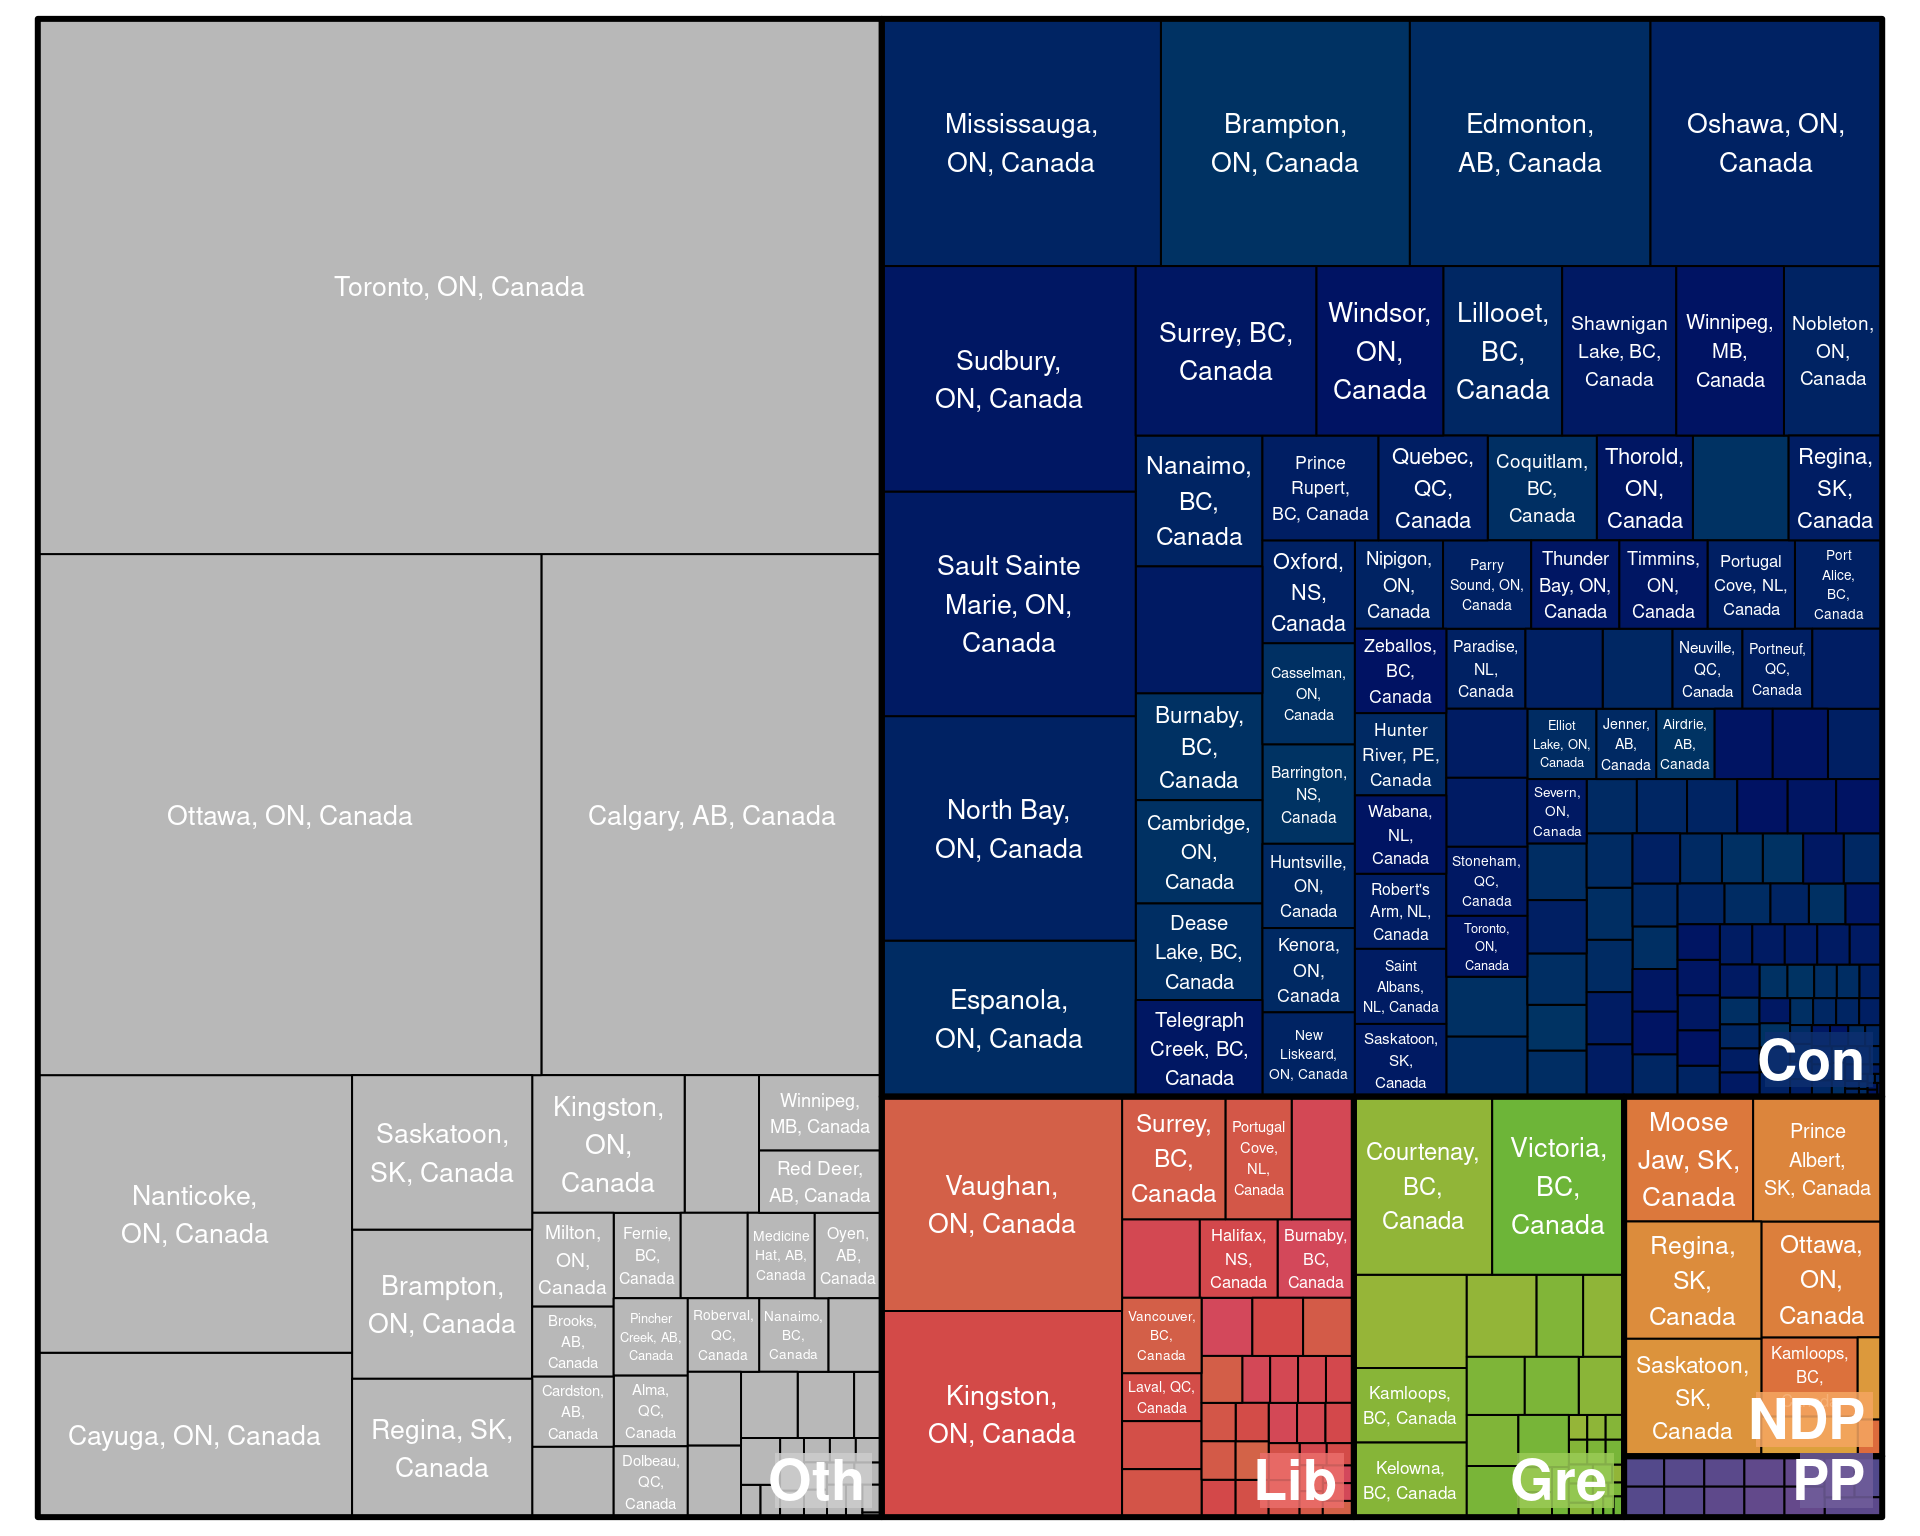 Toronto, ON, Canada
Ottawa, ON, Canada
Calgary, AB, Canada
Nanticoke,
ON, Canada
Cayuga, ON, Canada
Saskatoon,
SK, Canada
Brampton,
ON, Canada
Regina, SK,
Canada
Kingston,
ON,
Canada
Winnipeg,
MB, Canada
Red Deer,
AB, Canada
Milton,
ON,
Canada
Fernie,
BC,
Canada
Medicine
Hat, AB,
Canada
Oyen,
AB,
Canada
Brooks,
AB,
Canada
Pincher
Creek, AB,
Canada
Roberval,
QC,
Canada
Nanaimo,
BC,
Canada
Cardston,
AB,
Canada
Alma,
QC,
Canada
Dolbeau,
QC,
Canada
Oth
Mississauga,
ON, Canada
Brampton,
ON, Canada
Edmonton,
AB, Canada
Oshawa, ON,
Canada
Sudbury,
ON, Canada
Sault Sainte
Marie, ON,
Canada
North Bay,
ON, Canada
Espanola,
ON, Canada
Surrey, BC,
Canada
Windsor,
ON,
Canada
Lillooet,
BC,
Canada
Shawnigan
Lake, BC,
Canada
Winnipeg,
MB,
Canada
Nobleton,
ON,
Canada
Nanaimo,
BC,
Canada
Prince
Rupert,
BC, Canada
Quebec,
QC,
Canada
Coquitlam,
BC,
Canada
Thorold,
ON,
Canada
Regina,
SK,
Canada
Burnaby,
BC,
Canada
Cambridge,
ON,
Canada
Dease
Lake, BC,
Canada
Telegraph
Creek, BC,
Canada
Oxford,
NS,
Canada
Casselman,
ON,
Canada
Barrington,
NS,
Canada
Huntsville,
ON,
Canada
Kenora,
ON,
Canada
New
Liskeard,
ON, Canada
Nipigon,
ON,
Canada
Parry
Sound, ON,
Canada
Thunder
Bay, ON,
Canada
Timmins,
ON,
Canada
Portugal
Cove, NL,
Canada
Port
Alice,
BC,
Canada
Zeballos,
BC,
Canada
Hunter
River, PE,
Canada
Wabana,
NL,
Canada
Robert's
Arm, NL,
Canada
Saint
Albans,
NL, Canada
Saskatoon,
SK,
Canada
Paradise,
NL,
Canada
Neuville,
QC,
Canada
Portneuf,
QC,
Canada
Elliot
Lake, ON,
Canada
Jenner,
AB,
Canada
Airdrie,
AB,
Canada
Severn,
ON,
Canada
Stoneham,
QC,
Canada
Toronto,
ON,
Canada
Con
Vaughan,
ON, Canada
Kingston,
ON, Canada
Surrey,
BC,
Canada
Portugal
Cove,
NL,
Canada
Halifax,
NS,
Canada
Burnaby,
BC,
Canada
Vancouver,
BC,
Canada
Laval, QC,
Canada
Lib
Courtenay,
BC,
Canada
Victoria,
BC,
Canada
Kamloops,
BC, Canada
Kelowna,
BC, Canada
Gre
Moose
Jaw, SK,
Canada
Prince
Albert,
SK, Canada
Regina,
SK,
Canada
Ottawa,
ON,
Canada
Saskatoon,
SK,
Canada
Kamloops,
BC,
NDP
PP